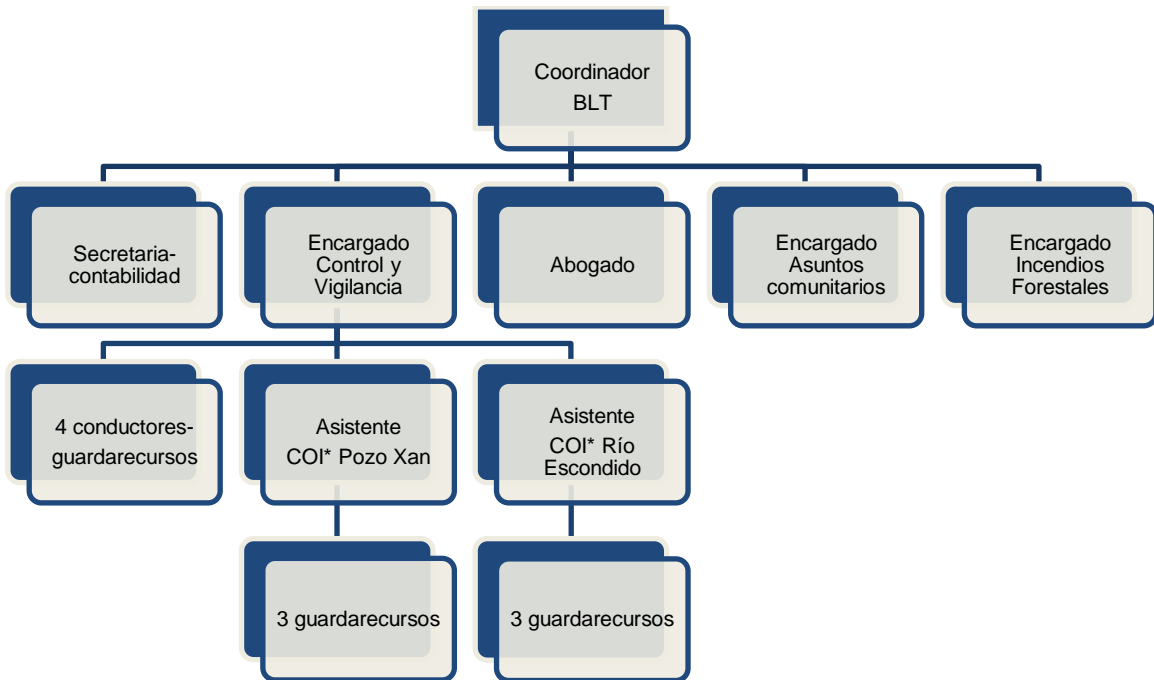 Coordinador
BLT
Secretaria-
contabilidad
Encargado
Control y
Vigilancia
Abogado
Encargado
Asuntos
comunitarios
Encargado
Incendios
Forestales
4 conductores-
guardarecursos
Asistente
COI* Pozo Xan
Asistente
COI* Río
Escondido
3 guardarecursos
3 guardarecursos